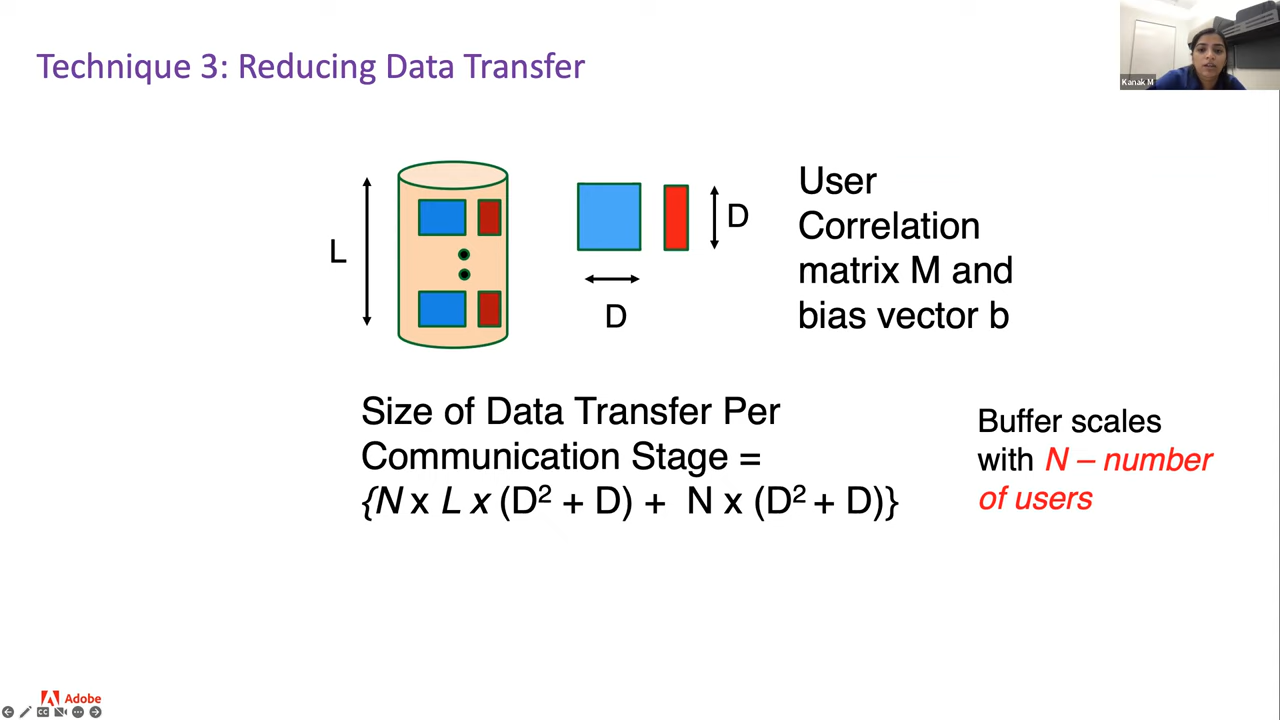 Technique 3: Reducing Data Transfer
Kanak M
L
D
D
User
Correlation
matrix M and
bias vector b
Size of Data Transfer Per
Communication Stage =
{N x L x (D² + D) + N x (D² + D)}
Buffer scales
with N – number
of users
Adobe